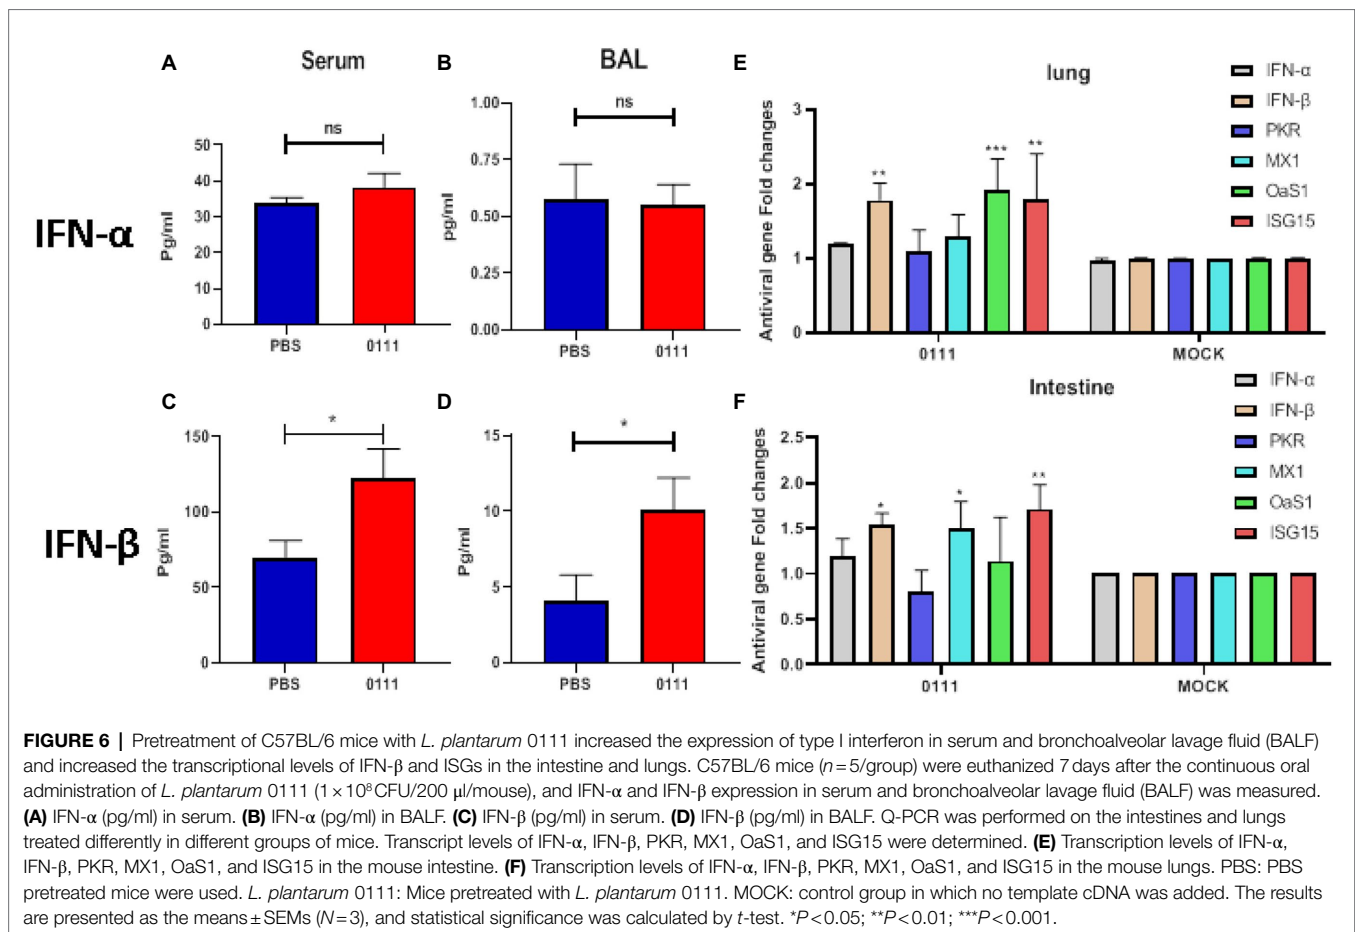 A
Serum
ns
50
40
30
20
10
0
Pg/ml
PBS
0111
IFN-α
B
BAL
ns
1.00
0.75
0.50
0.25
0.00
pg/ml
PBS
0111
E
lung
IFN-α
IFN-β
PKR
MX1
OaS1
ISG15
3
2
1
0
Antiviral gene Fold changes
**
***
**
0111
MOCK
C
*
150
100
50
0
Pg/ml
PBS
0111
IFN-β
D
*
15
10
5
0
Pg/ml
PBS
0111
F
Intestine
IFN-α
IFN-β
PKR
MX1
OaS1
ISG15
2.5
2.0
1.5
1.0
0.5
0.0
Antiviral gene Fold changes
*
*
**
0111
MOCK
FIGURE 6 | Pretreatment of C57BL/6 mice with L. plantarum 0111 increased the expression of type I interferon in serum and bronchoalveolar lavage fluid (BALF)
and increased the transcriptional levels of IFN-β and ISGs in the intestine and lungs. C57BL/6 mice (n=5/group) were euthanized 7 days after the continuous oral
administration of L. plantarum 0111 (1×10⁸CFU/200 μl/mouse), and IFN-α and IFN-β expression in serum and bronchoalveolar lavage fluid (BALF) was measured.
(A) IFN-α (pg/ml) in serum. (B) IFN-α (pg/ml) in BALF. (C) IFN-β (pg/ml) in serum. (D) IFN-β (pg/ml) in BALF. Q-PCR was performed on the intestines and lungs
treated differently in different groups of mice. Transcript levels of IFN-α, IFN-β, PKR, MX1, OaS1, and ISG15 were determined. (E) Transcription levels of IFN-α,
IFN-β, PKR, MX1, OaS1, and ISG15 in the mouse intestine. (F) Transcription levels of IFN-α, IFN-β, PKR, MX1, OaS1, and ISG15 in the mouse lungs. PBS: PBS
pretreated mice were used. L. plantarum 0111: Mice pretreated with L. plantarum 0111. MOCK: control group in which no template cDNA was added. The results
are presented as the means±SEMs (N=3), and statistical significance was calculated by t-test. *P<0.05; **P<0.01; ***P<0.001.